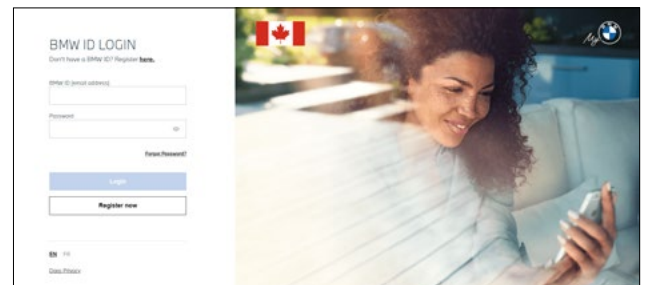 BMW ID LOGIN
Don't have a BMW ID? Register here.
BMW ID (email address)
Password
Forgot Password?
Login
Register now
EN FR
Data Privacy
My